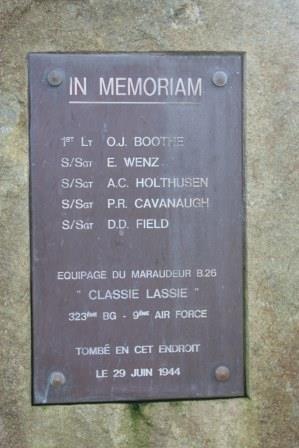 IN MEMORIAM
1ST LT O.J. BOOTHE
S/SGT E. WENZ
S/SGT A.C. HOLTHUSEN
S/SGT P.R. CAVANAUGH
S/SGT D.D. FIELD
EQUIPAGE DU MARAUDEUR B.26
" CLASSIE LASSIE "
323ÈME BG - 9ÈME AIR FORCE
TOMBÉ EN CET ENDROIT
LE 29 JUIN 1944